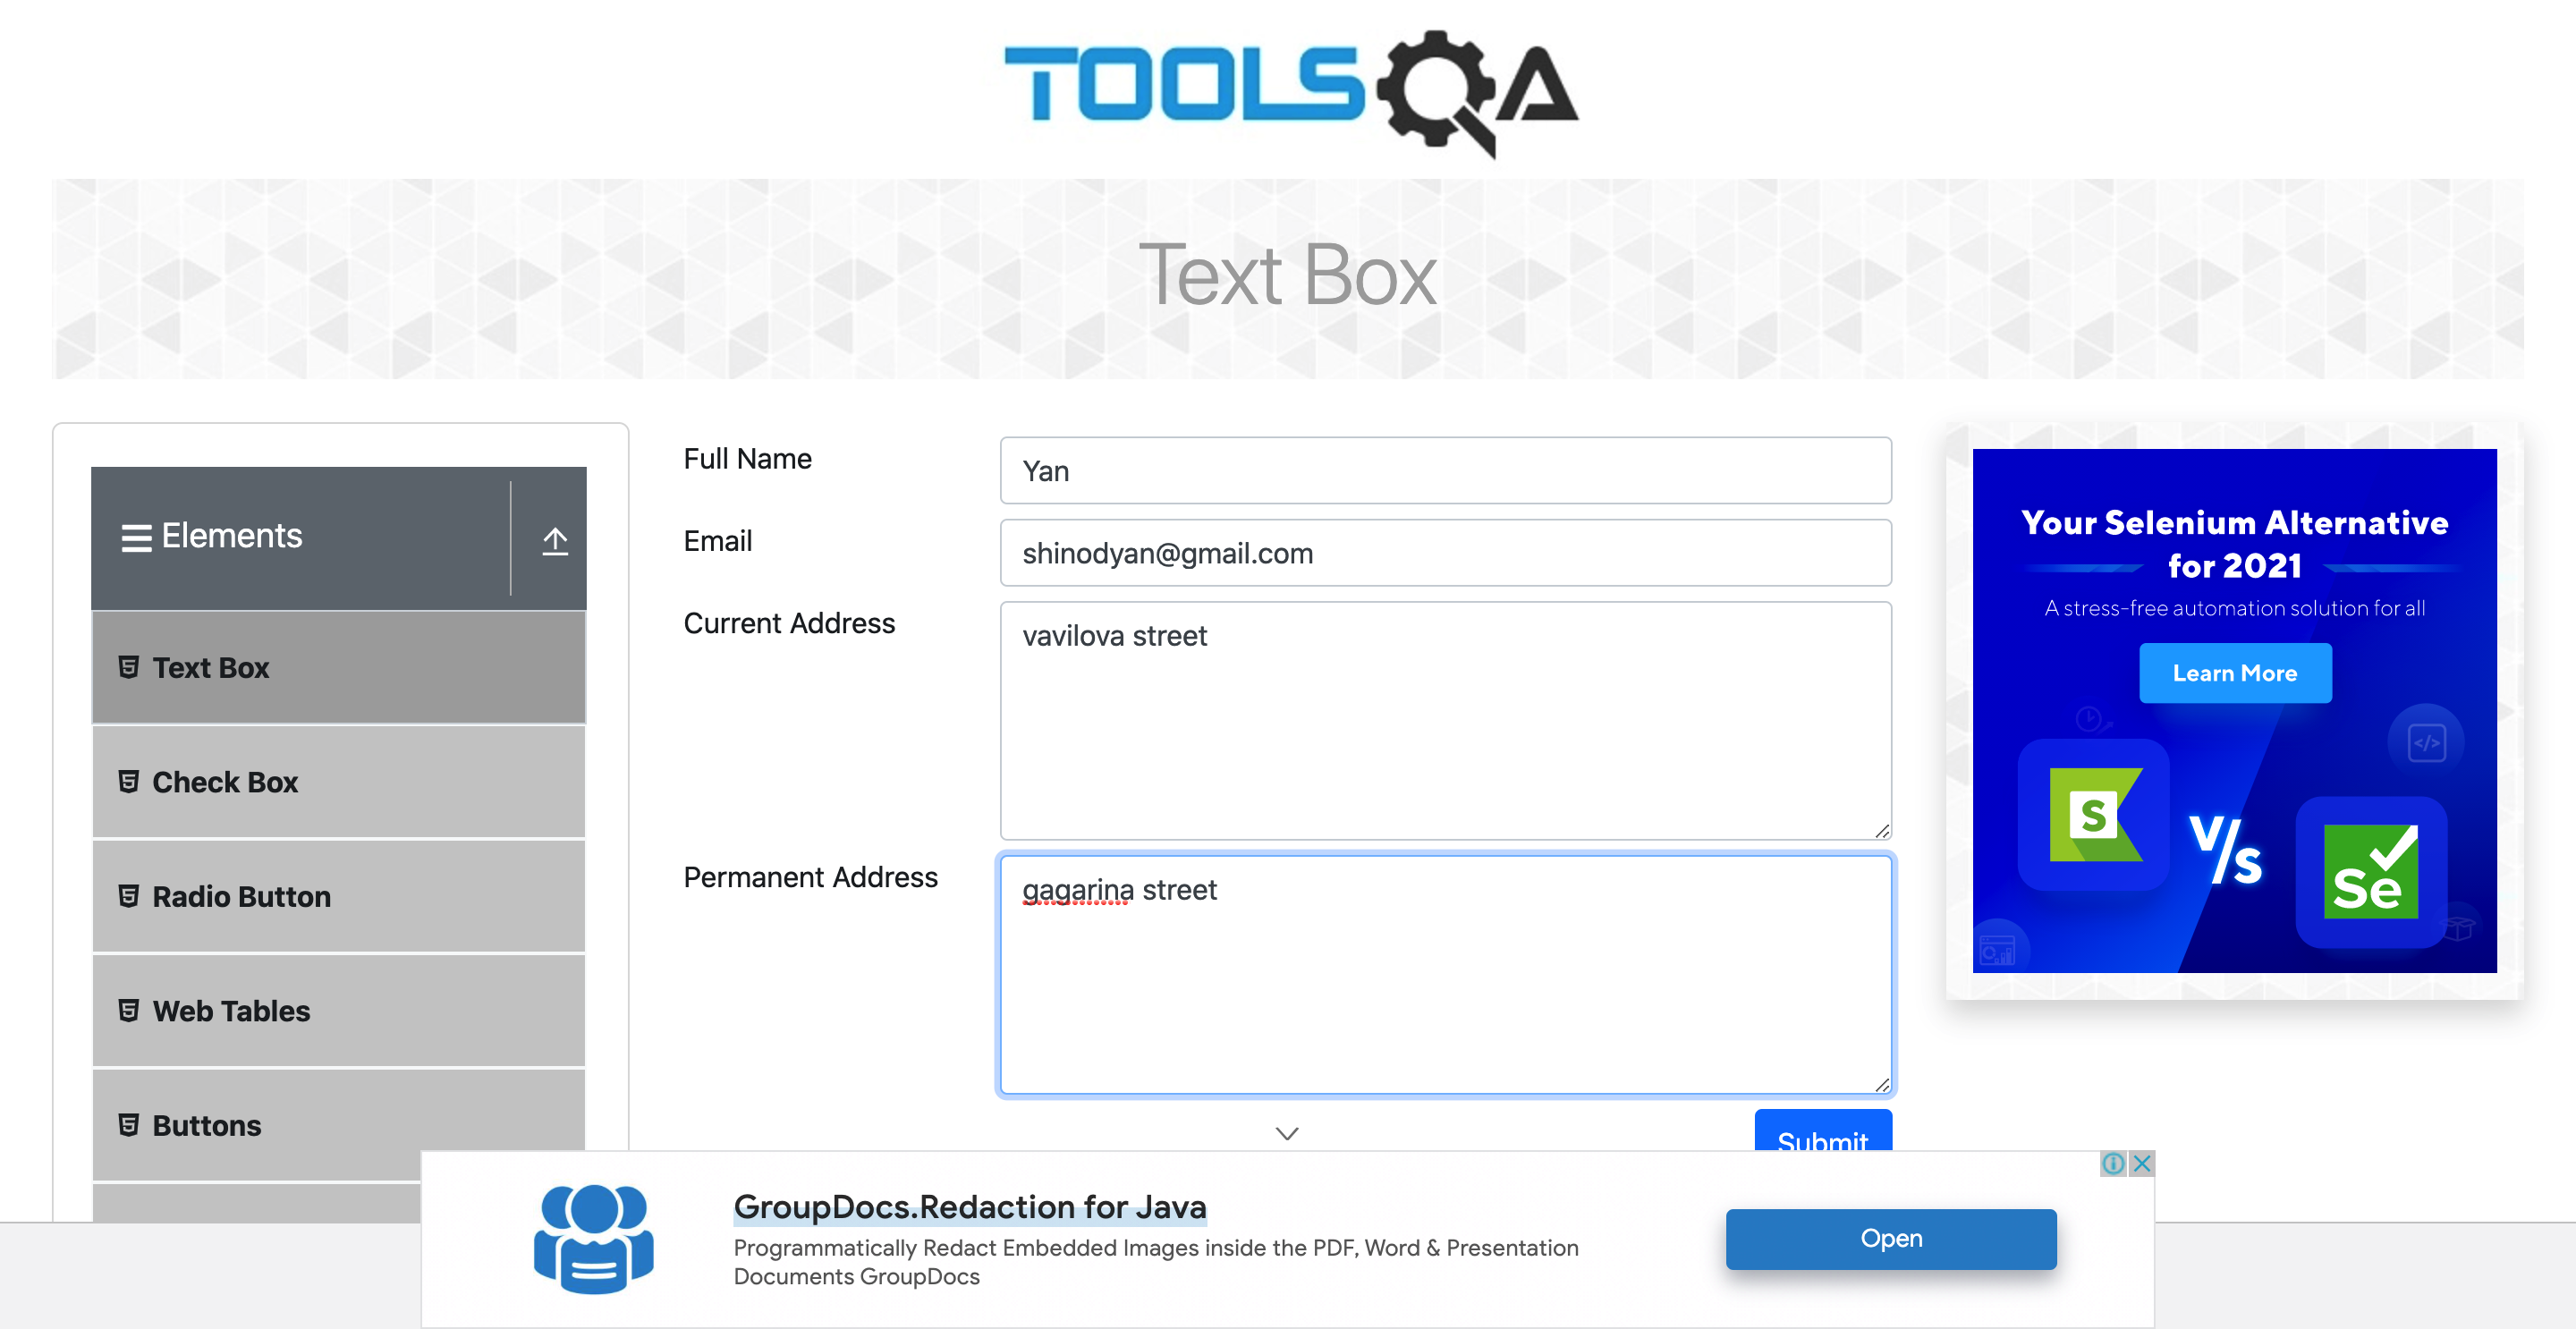 TOOLSQA
Text Box
Elements
Text Box
Check Box
Radio Button
Web Tables
Buttons
Full Name
Yan
Email
shinodyan@gmail.com
Current Address
vavilova street
Permanent Address
gagarina street
Submit
Your Selenium Alternative
for 2021
A stress-free automation solution for all
Learn More
S
V/s
Se
GroupDocs.Redaction for Java
Programmatically Redact Embedded Images inside the PDF, Word & Presentation
Documents GroupDocs
Open